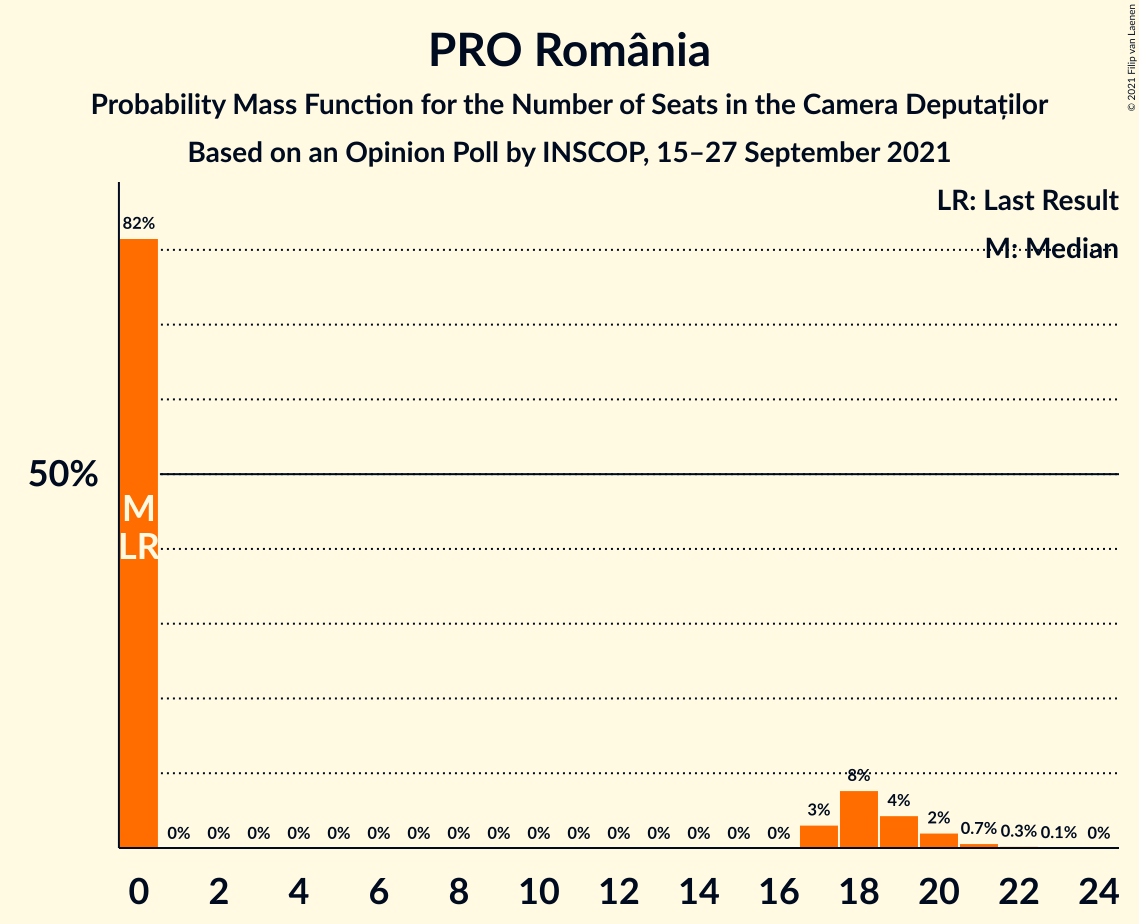 © 2021 Filip van Laenen
PRO România
Probability Mass Function for the Number of Seats in the Camera Deputaților
Based on an Opinion Poll by INSCOP, 15–27 September 2021
LR: Last Result
M: Median
82%
50%
M
LR
0% 0% 0% 0% 0% 0% 0% 0% 0% 0% 0% 0% 0% 0% 0% 0% 3% 8% 4% 2% 0.7% 0.3% 0.1% 0%
0 2 4 6 8 10 12 14 16 18 20 22 24